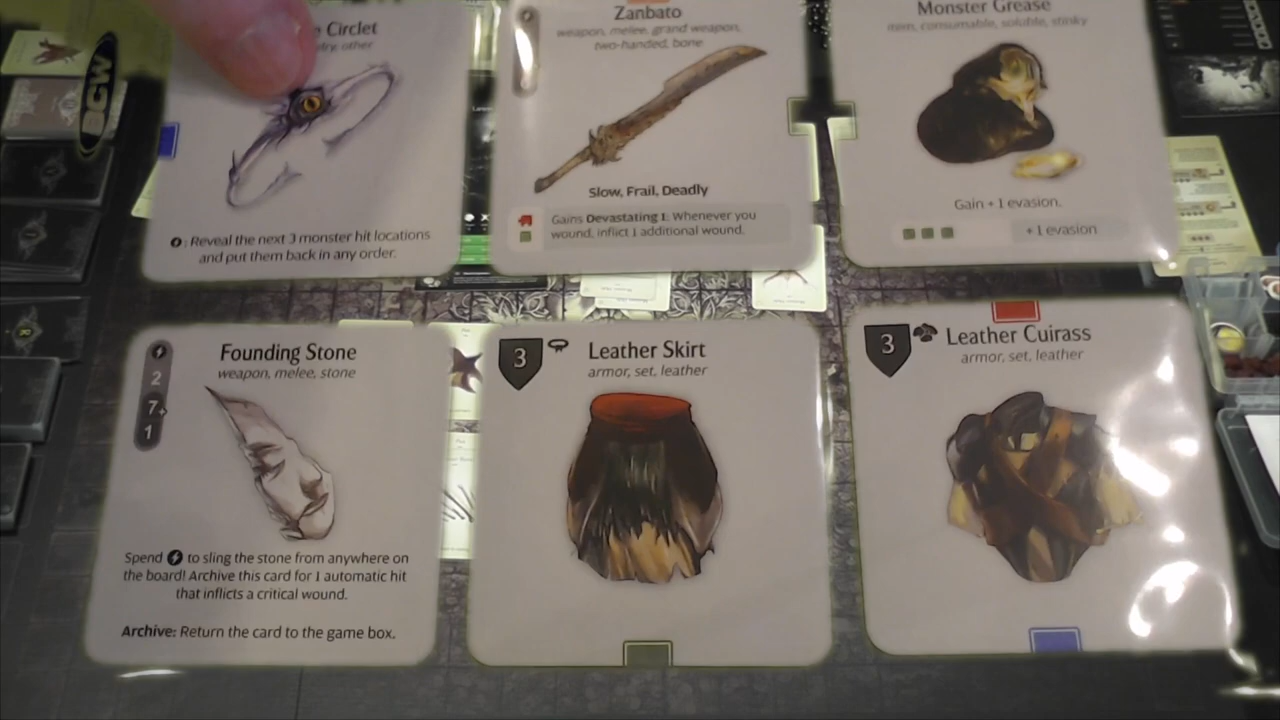 BCW
Circlet
other
: Reveal the next 3 monster hit locations
and put them back in any order.
Zanbato
weapon, melee, grand weapon,
two-handed, bone
Slow, Frail, Deadly
Gains Devastating 1: Whenever you
wound, inflict 1 additional wound.
Monster Grease
item, consumable, soluble, stinky
Gain + 1 evasion.
+1 evasion
2
7+
1
Founding Stone
weapon, melee, stone
Spend to sling the stone from anywhere on
the board! Archive this card for 1 automatic hit
that inflicts a critical wound.
Archive: Return the card to the game box.
3
Leather Skirt
armor, set, leather
3
Leather Cuirass
armor, set, leather